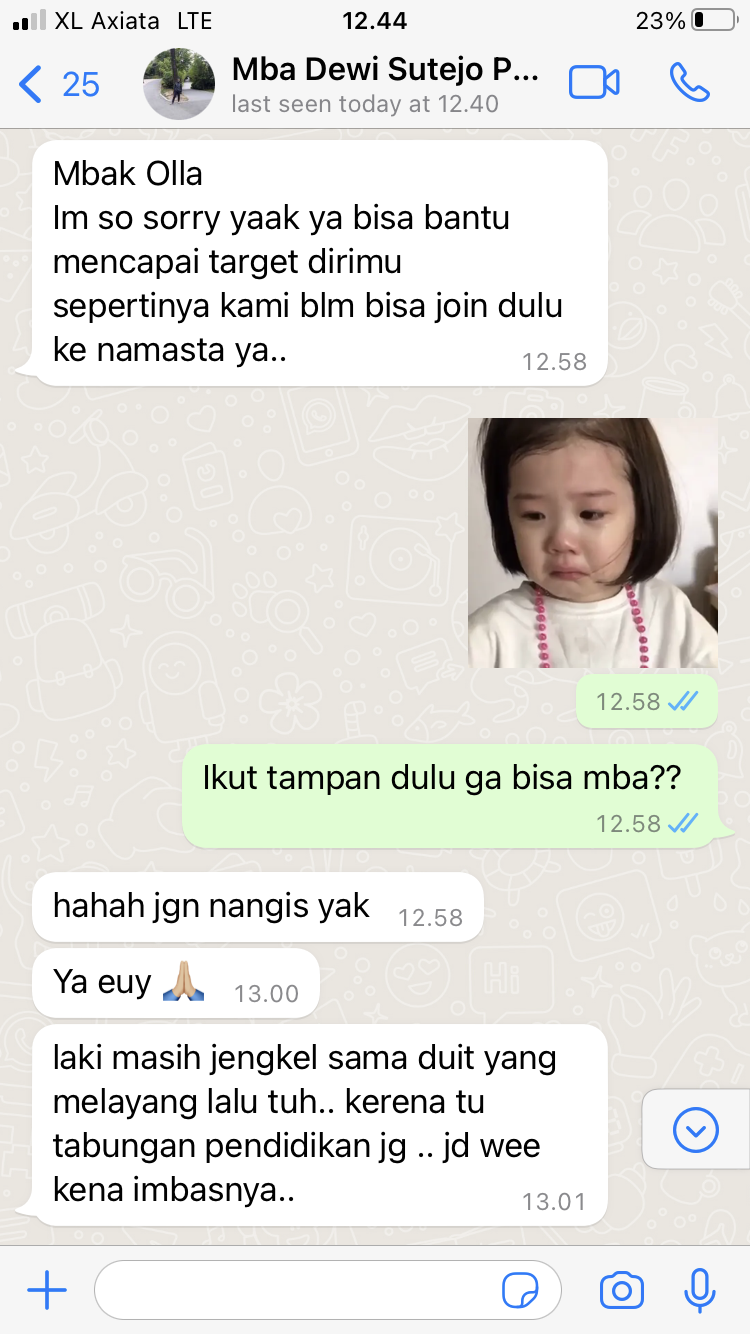 XL Axiata LTE 12.44 23%
25 Mba Dewi Sutejo P...
last seen today at 12.40
Mbak Olla
Im so sorry yaak ya bisa bantu
mencapai target dirimu
sepertinya kami blm bisa join dulu
ke namasta ya..
12.58
12.58
Ikut tampan dulu ga bisa mba??
12.58
hahah jgn nangis yak 12.58
Ya euy 🙏🏼 13.00
laki masih jengkel sama duit yang
melayang lalu tuh.. kerena tu
tabungan pendidikan jg .. jd wee
kena imbasnya..
13.01